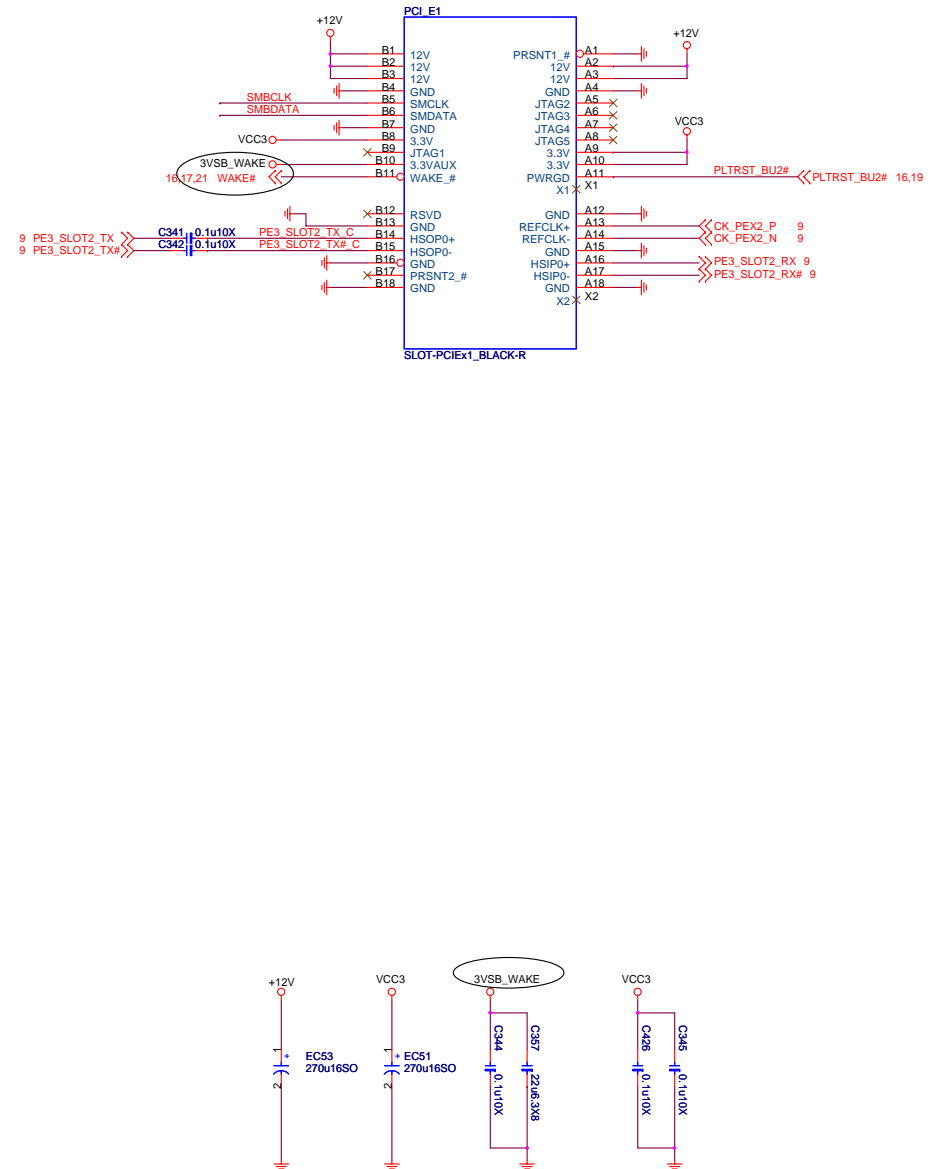 PCI_E1
+12V
+12V
B1 12V PRSNT1_# A1
B2 12V 12V A2
B3 12V 12V A3
B4 GND GND A4
SMBCLK B5 SMCLK JTAG2 A5
SMBDATA B6 SMDATA JTAG3 A6
B7 GND JTAG4 A7
VCC3
VCC3 B8 3.3V JTAG5 A8
B9 JTAG1 3.3V A9
3VSB_WAKE B10 3.3VAUX 3.3V A10
16,17,21 WAKE# B11 WAKE_# PWRGD A11 PLTRST_BU2# PLTRST_BU2# 16,19
X1 X1
B12 RSVD GND A12
B13 GND REFCLK+ A13 CK_PEX2_P 9
9 PE3_SLOT2_TX C341 0.1u10X PE3_SLOT2_TX_C B14 HSOP0+ REFCLK- A14 CK_PEX2_N 9
9 PE3_SLOT2_TX# C342 0.1u10X PE3_SLOT2_TX#_C B15 HSOP0- GND A15
B16 GND HSIP0+ A16 PE3_SLOT2_RX 9
B17 PRSNT2_# HSIP0- A17 PE3_SLOT2_RX# 9
B18 GND GND A18
X2 X2
SLOT-PCIEx1_BLACK-R
+12V
VCC3
3VSB_WAKE
VCC3
1 + EC53
270u16SO
2
1 + EC51
270u16SO
2
C344
0.1u10X
C357
22u6.3X8
C426
0.1u10X
C345
0.1u10X